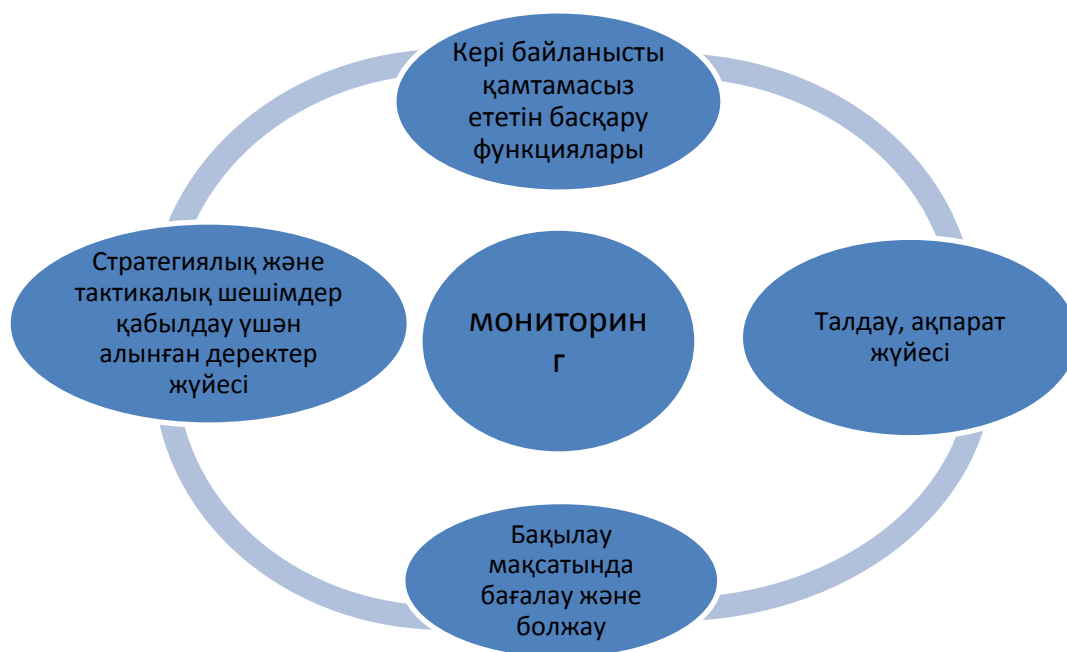 Кері байланысты
қамтамасыз
ететін басқару
функциялары
Стратегиялық және
тактикалық шешімдер
қабылдау үшән
алынған деректер
жүйесі
мониторин
г
Талдау, ақпарат
жүйесі
Бақылау
мақсатында
бағалау және
болжау